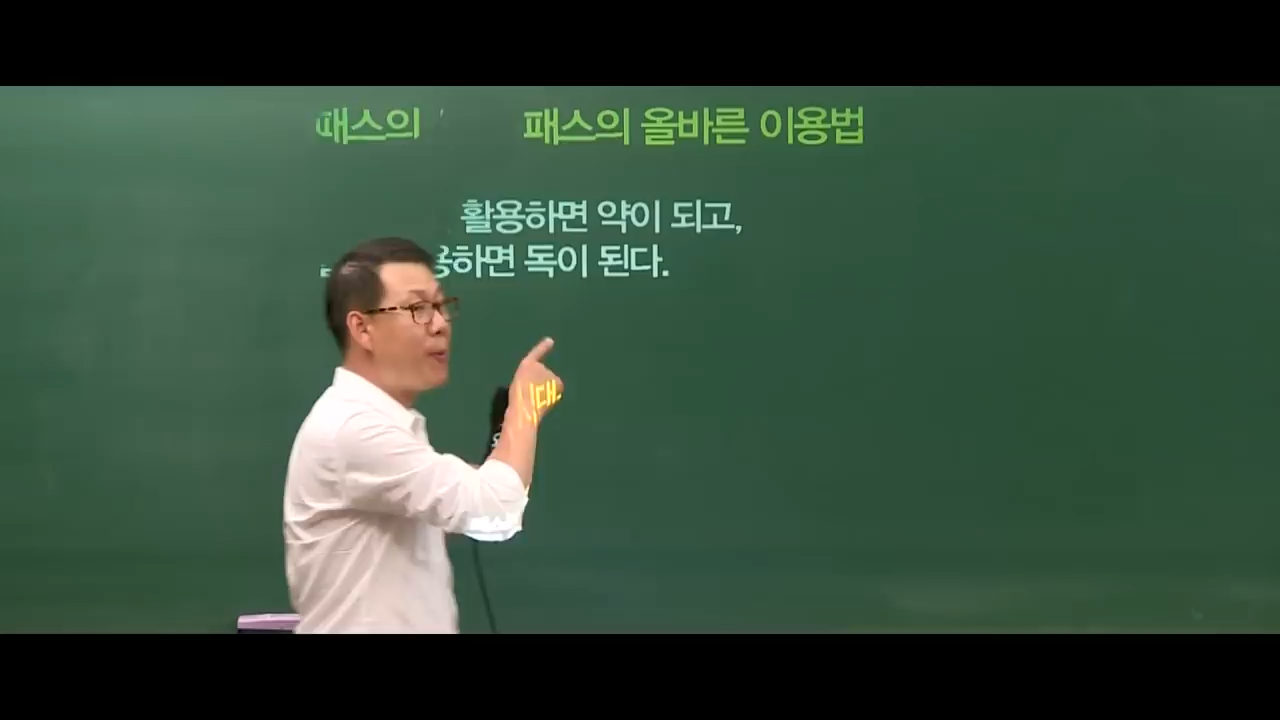 패스의 패스의 올바른 이용법
활용하면 약이 되고,
용하면 독이 된다.
대